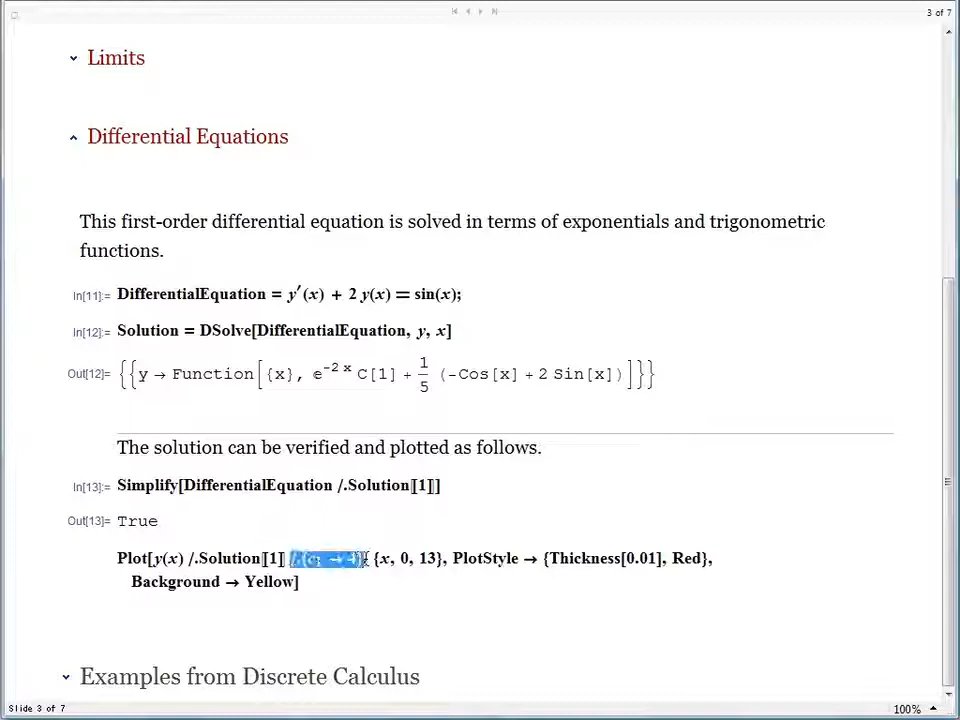 3 of 7
Limits
Differential Equations
This first-order differential equation is solved in terms of exponentials and trigonometric
functions.
In[11]:= DifferentialEquation = y′(x) + 2 y(x) == sin(x);
In[12]:= Solution = DSolve[DifferentialEquation, y, x]
Out[12]= {{y → Function[{x}, e^-2 x C[1] + 1/5 (-Cos[x] + 2 Sin[x])]}}
The solution can be verified and plotted as follows.
In[13]:= Simplify[DifferentialEquation /.Solution[[1]]]
Out[13]= True
Plot[y(x) /.Solution[[1]] {x, 0, 13}, PlotStyle → {Thickness[0.01], Red},
Background → Yellow]
Examples from Discrete Calculus
Slide 3 of 7
100%